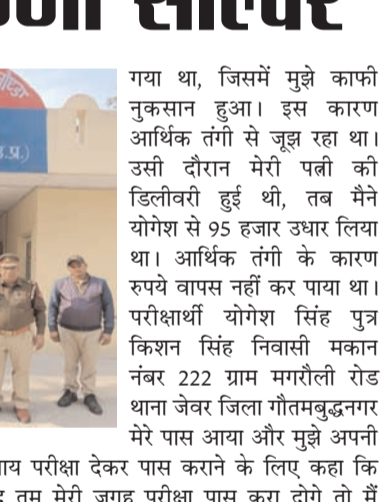 गया था, जिसमें मुझे काफी
नुकसान हुआ। इस कारण
आर्थिक तंगी से जूझ रहा था।
उसी दौरान मेरी पत्नी की
डिलीवरी हुई थी, तब मैने
योगेश से 95 हजार उधार लिया
था। आर्थिक तंगी के कारण
रुपये वापस नहीं कर पाया था।
परीक्षार्थी योगेश सिंह पुत्र
किशन सिंह निवासी मकान
नंबर 222 ग्राम मगरौली रोड
थाना जेवर जिला गौतमबुद्धनगर
मेरे पास आया और मुझे अपनी
परीक्षा देकर पास कराने के लिए कहा कि
तुम मेरी जगह परीक्षा पास करा दोगे तो मैं